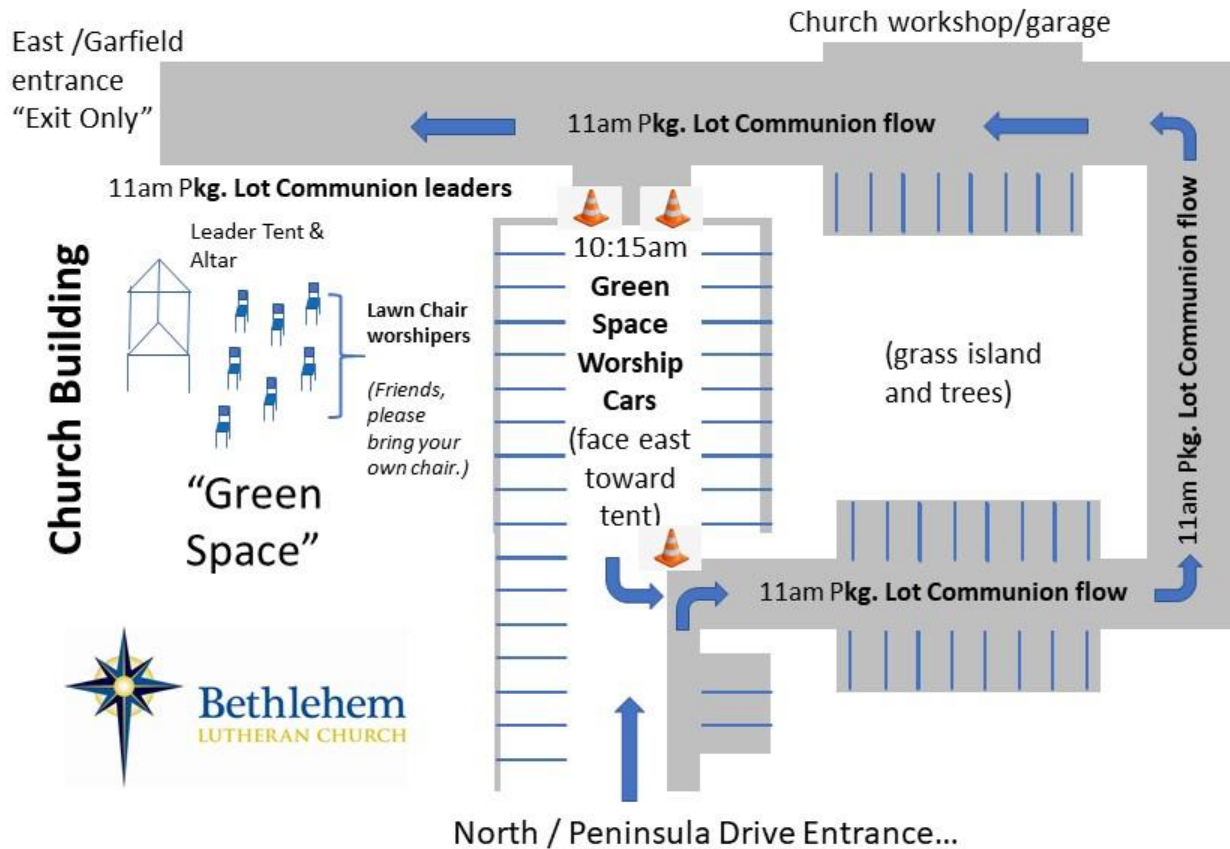 Church workshop/garage
East /Garfield
entrance
“Exit Only”
11am Pkg. Lot Communion flow
11am Pkg. Lot Communion leaders
Leader Tent &
Altar
Church Building
Lawn Chair
worshipers
(Friends,
please
bring your
own chair.)
“Green
Space”
10:15am
Green
Space
Worship
Cars
(face east
toward
tent)
(grass island
and trees)
11am Pkg. Lot Communion flow
11am Pkg. Lot Communion flow
Bethlehem
LUTHERAN CHURCH
North / Peninsula Drive Entrance...